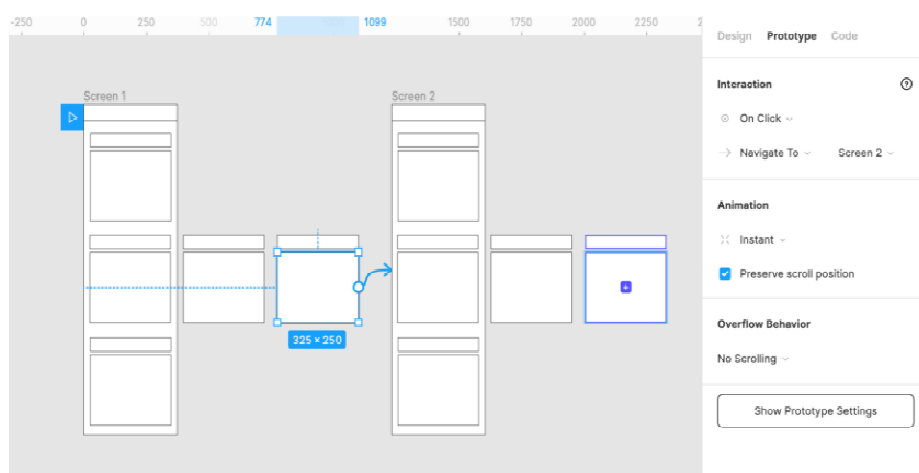 -250 0 250 500 774 1099 1500 1750 2000 2250 2
Design Prototype Code
Screen 1 Screen 2
Interaction
On Click
Navigate To Screen 2
Animation
Instant
Preserve scroll position
325 × 250
Overflow Behavior
No Scrolling
Show Prototype Settings